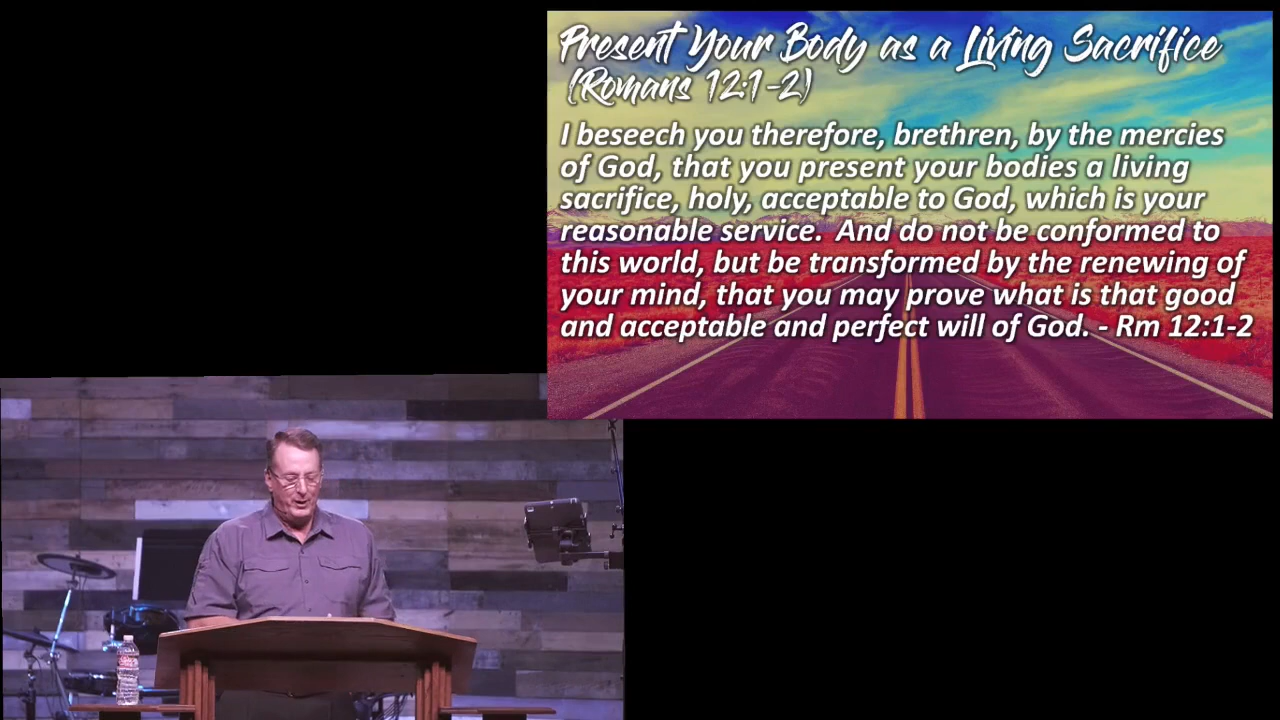 Present Your Body as a Living Sacrifice
(Romans 12:1-2)
I beseech you therefore, brethren, by the mercies
of God, that you present your bodies a living
sacrifice, holy, acceptable to God, which is your
reasonable service. And do not be conformed to
this world, but be transformed by the renewing of
your mind, that you may prove what is that good
and acceptable and perfect will of God. - Rm 12:1-2